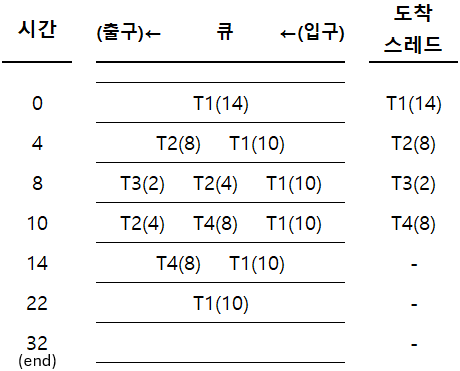 시간 (출구)← 큐 ←(입구) 도착 스레드
0 T1(14) T1(14)
4 T2(8) T1(10) T2(8)
8 T3(2) T2(4) T1(10) T3(2)
10 T2(4) T4(8) T1(10) T4(8)
14 T4(8) T1(10) -
22 T1(10) -
32 -
(end)